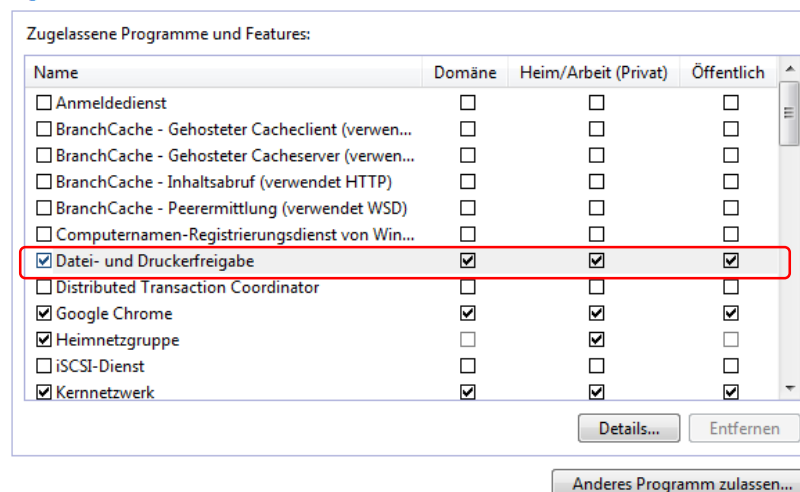 Zugelassene Programme und Features:
Name Domäne Heim/Arbeit (Privat) Öffentlich
Anmeldedienst
BranchCache - Gehosteter Cacheclient (verwen...
BranchCache - Gehosteter Cacheserver (verwen...
BranchCache - Inhaltsabruf (verwendet HTTP)
BranchCache - Peerermittlung (verwendet WSD)
Computernamen-Registrierungsdienst von Win...
Datei- und Druckerfreigabe
Distributed Transaction Coordinator
Google Chrome
Heimnetzgruppe
iSCSI-Dienst
Kernnetzwerk
Details... Entfernen
Anderes Programm zulassen...